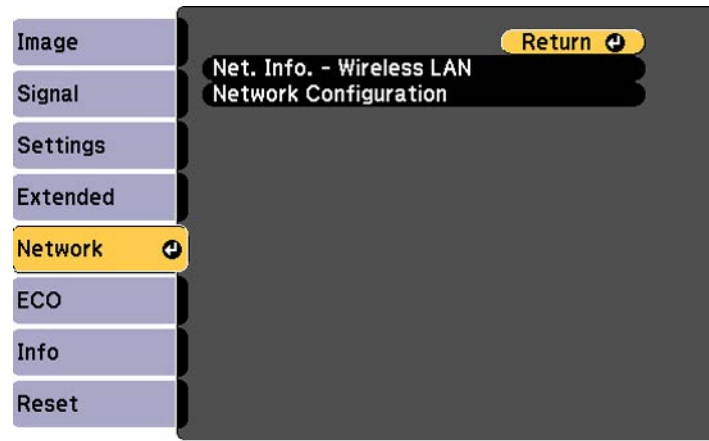 Image
Signal
Settings
Extended
Network
ECO
Info
Reset
Return
Net. Info. - Wireless LAN
Network Configuration